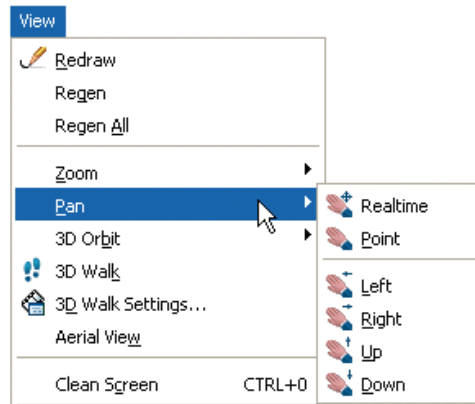 View
Redraw
Regen
Regen All
Zoom
Pan
3D Orbit
3D Walk
3D Walk Settings...
Aerial View
Clean Screen CTRL+0
Realtime
Point
Left
Right
Up
Down